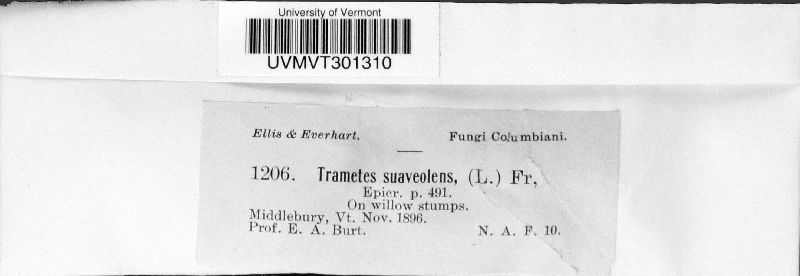 University of Vermont
UVMVT301310
Ellis & Everhart. Fungi Columbiani.
1206. Trametes suaveolens, (L.) Fr,
Epicr. p. 491.
On willow stumps.
Middlebury, Vt. Nov. 1896.
Prof. E. A. Burt. N. A. F. 10.